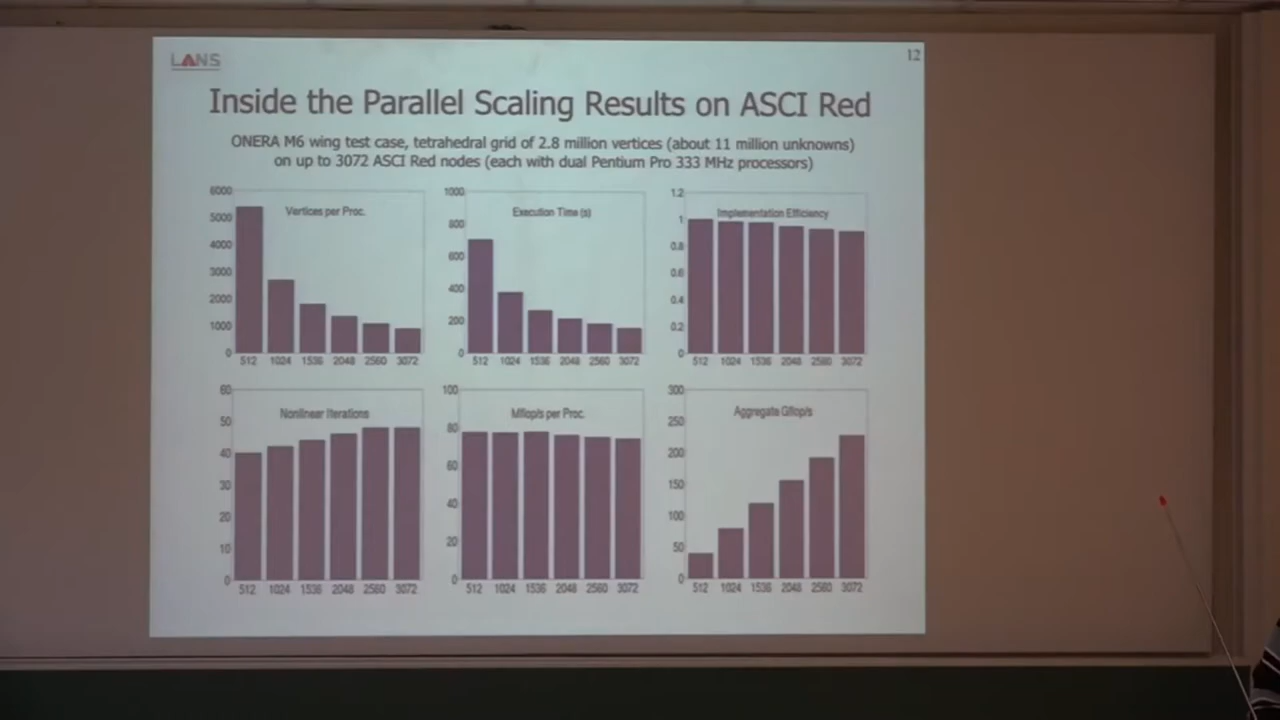 LANS
12
Inside the Parallel Scaling Results on ASCI Red
ONERA M6 wing test case, tetrahedral grid of 2.8 million vertices (about 11 million unknowns)
on up to 3072 ASCI Red nodes (each with dual Pentium Pro 333 MHz processors)
Vertices per Proc.
6000
5000
4000
3000
2000
1000
0
512 1024 1536 2048 2560 3072
Execution Time (s)
1000
800
600
400
200
0
512 1024 1536 2048 2560 3072
Implementation Efficiency
1.2
1
0.8
0.6
0.4
0.2
0
512 1024 1536 2048 2560 3072
Nonlinear Iterations
60
50
40
30
20
10
0
512 1024 1536 2048 2560 3072
Mflop/s per Proc.
100
80
60
40
20
0
512 1024 1536 2048 2560 3072
Aggregate Gflop/s
300
250
200
150
100
50
0
512 1024 1536 2048 2560 3072